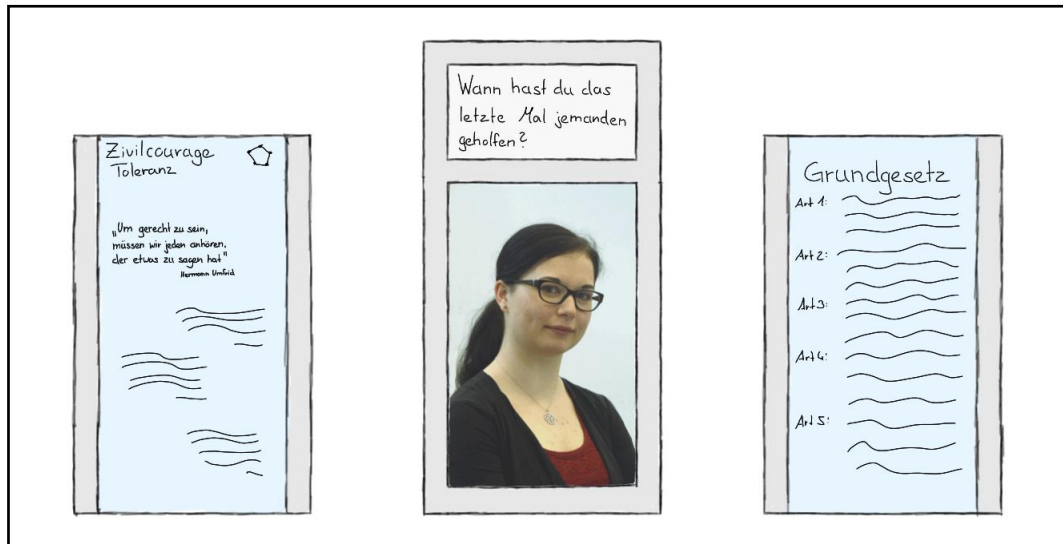 Zivilcourage
Toleranz
„Um gerecht zu sein,
müssen wir jeden anhören,
der etwas zu sagen hat"
Hermann Umfrid
Wann hast du das
letzte Mal jemanden
geholfen?
Grundgesetz
Art 1:
Art 2:
Art 3:
Art 4:
Art 5: